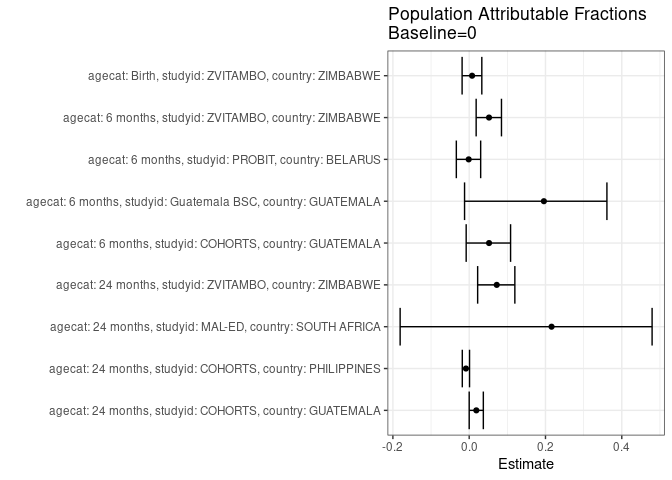 Population Attributable Fractions
Baseline=0
agecat: Birth, studyid: ZVITAMBO, country: ZIMBABWE
agecat: 6 months, studyid: ZVITAMBO, country: ZIMBABWE
agecat: 6 months, studyid: PROBIT, country: BELARUS
agecat: 6 months, studyid: Guatemala BSC, country: GUATEMALA
agecat: 6 months, studyid: COHORTS, country: GUATEMALA
agecat: 24 months, studyid: ZVITAMBO, country: ZIMBABWE
agecat: 24 months, studyid: MAL-ED, country: SOUTH AFRICA
agecat: 24 months, studyid: COHORTS, country: PHILIPPINES
agecat: 24 months, studyid: COHORTS, country: GUATEMALA
-0.2 0.0 0.2 0.4
Estimate